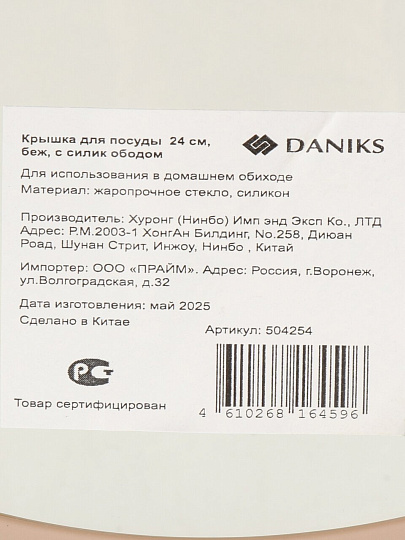 Крышка для посуды 24 см,
беж, с силик ободом
DANIKS
Для использования в домашнем обиходе
Материал: жаропрочное стекло, силикон
Производитель: Хуронг (Нинбо) Имп энд Эксп Ко., ЛТД
Адрес: P.M.2003-1 ХонгАн Билдинг, No.258, Диюан
Роад, Шунан Стрит, Инжоу, Нинбо , Китай
Импортер: ООО «ПРАЙМ». Адрес: Россия, г.Воронеж,
ул.Волгоградская, д.32
Дата изготовления: май 2025
Сделано в Китае
Артикул: 504254
РСТ
Товар сертифицирован
4 610268 164596